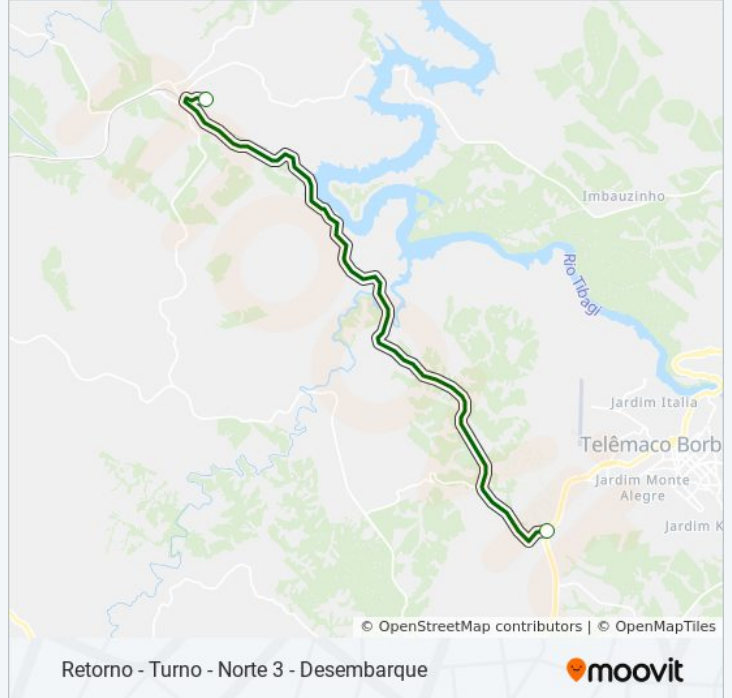 Imbauzinho
Rio Tibagi
Jardim Italia
Telêmaco Borb
Jardim Monte
Alegre
Jardim K
© OpenStreetMap contributors | © OpenMapTiles
Retorno - Turno - Norte 3 - Desembarque
moovit